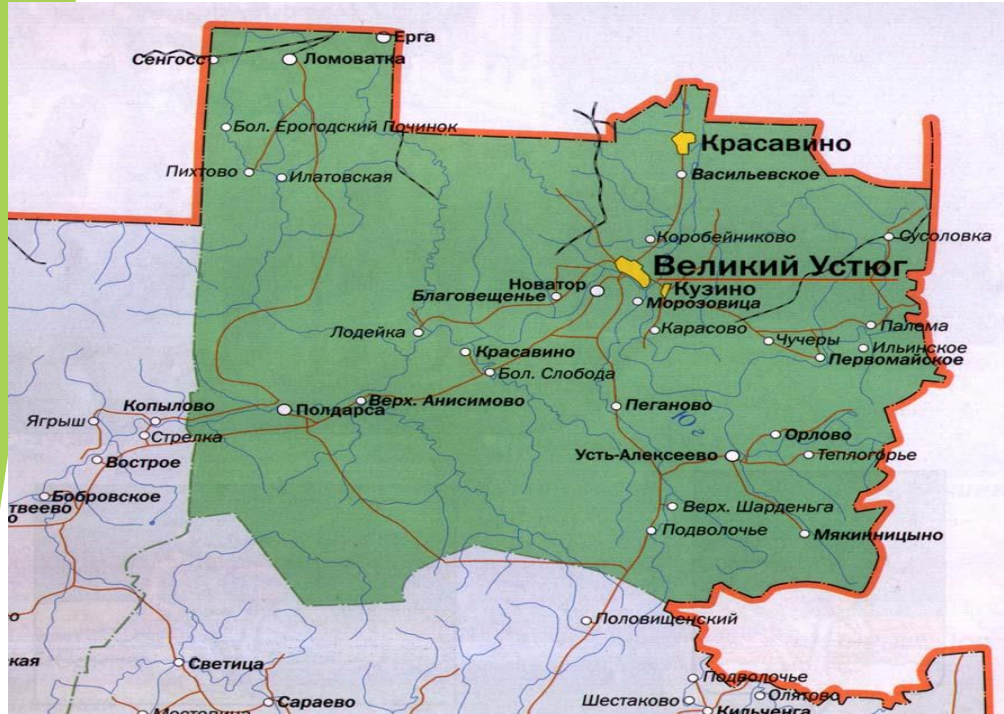 Ерга
Сенгосс
Ломоватка
Бол. Ерогодский Починок
Красавино
Пихтово
Илатовская
Васильевское
Коробейниково
Сусоловка
Великий Устюг
Новатор
Кузино
Благовещенье
Морозовица
Лодейка
Карасово
Палема
Чучеры
Ильинское
Красавино
Первомайское
Бол. Слобода
Верх. Анисимово
Копылово
Полдарса
Пеганово
Ягрыш
Юг
Стрелка
Орлово
Усть-Алексеево
Теплогорье
Вострое
Бобровское
твеево
о
Верх. Шарденьга
Подволочье
Мякинницыно
о
Половищенский
ская
Светица
Подволочье
Шестаково
Олятово
Сараево
Кильченга